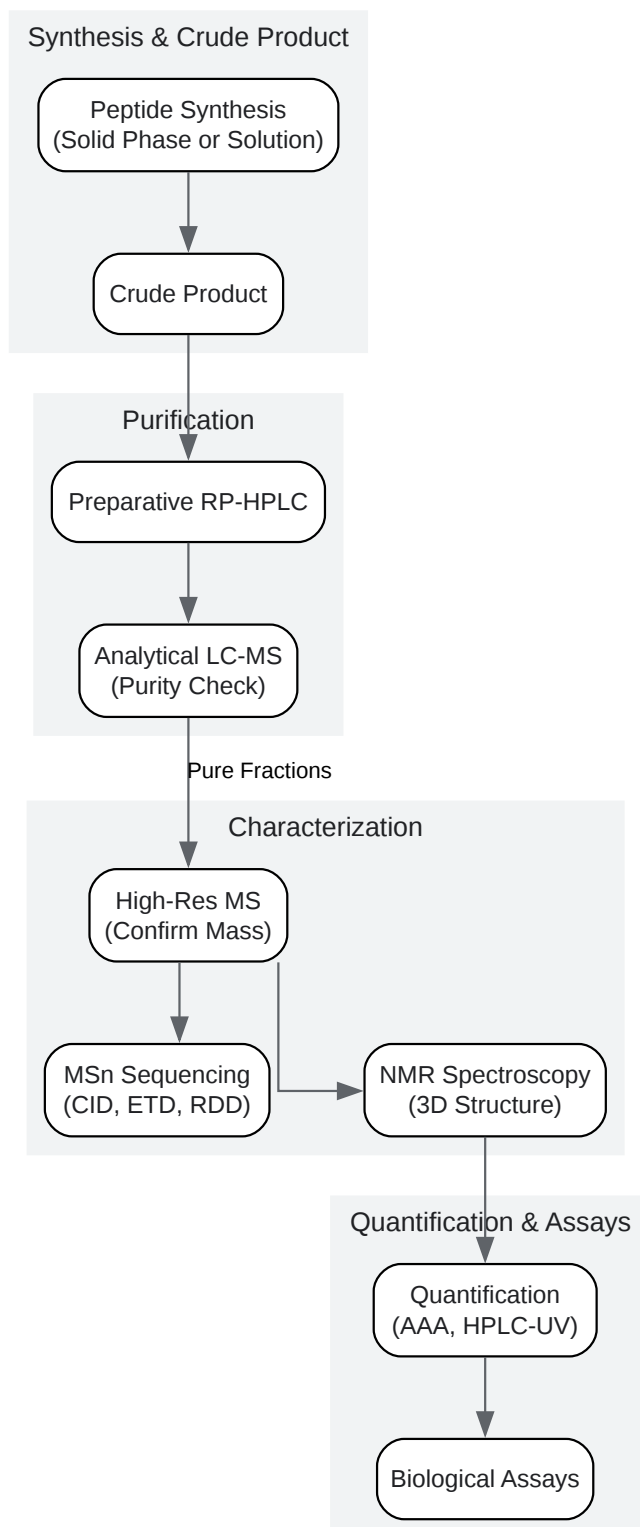 Synthesis & Crude Product
Peptide Synthesis
(Solid Phase or Solution)
Crude Product
Purification
Preparative RP-HPLC
Analytical LC-MS
(Purity Check)
Pure Fractions
Characterization
High-Res MS
(Confirm Mass)
MSn Sequencing
(CID, ETD, RDD)
NMR Spectroscopy
(3D Structure)
Quantification & Assays
Quantification
(AAA, HPLC-UV)
Biological Assays